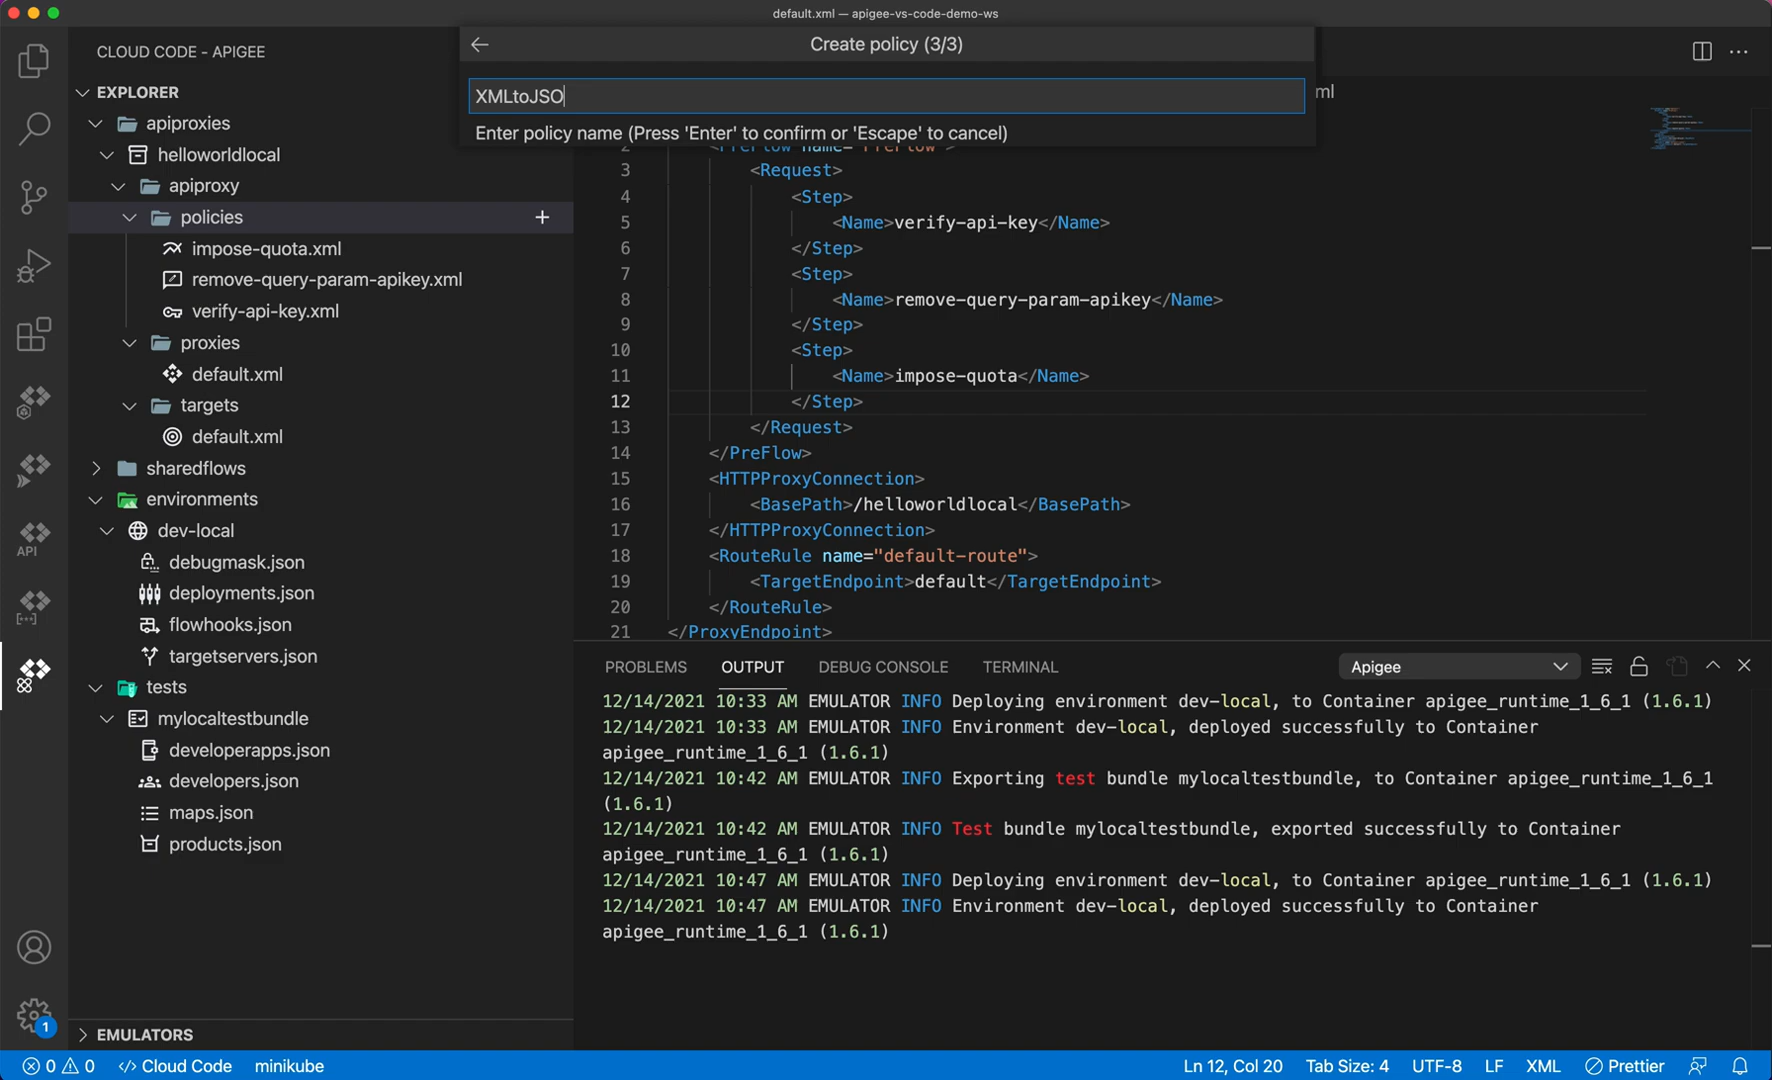 default.xml — apigee-vs-code-demo-ws
CLOUD CODE - APIGEE
Create policy (3/3)
XMLtoJSO
Enter policy name (Press 'Enter' to confirm or 'Escape' to cancel)
ml
EXPLORER
apiproxies
helloworldlocal
apiproxy
policies
impose-quota.xml
remove-query-param-apikey.xml
verify-api-key.xml
proxies
default.xml
targets
default.xml
sharedflows
environments
dev-local
debugmask.json
deployments.json
flowhooks.json
targetservers.json
tests
mylocaltestbundle
developerapps.json
developers.json
maps.json
products.json
EMULATORS
API
1
2 <PreFlow name="PreFlow">
3 <Request>
4 <Step>
5 <Name>verify-api-key</Name>
6 </Step>
7 <Step>
8 <Name>remove-query-param-apikey</Name>
9 </Step>
10 <Step>
11 <Name>impose-quota</Name>
12 </Step>
13 </Request>
14 </PreFlow>
15 <HTTPProxyConnection>
16 <BasePath>/helloworldlocal</BasePath>
17 </HTTPProxyConnection>
18 <RouteRule name="default-route">
19 <TargetEndpoint>default</TargetEndpoint>
20 </RouteRule>
21 </ProxyEndpoint>
PROBLEMS OUTPUT DEBUG CONSOLE TERMINAL Apigee
12/14/2021 10:33 AM EMULATOR INFO Deploying environment dev-local, to Container apigee_runtime_1_6_1 (1.6.1)
12/14/2021 10:33 AM EMULATOR INFO Environment dev-local, deployed successfully to Container
apigee_runtime_1_6_1 (1.6.1)
12/14/2021 10:42 AM EMULATOR INFO Exporting test bundle mylocaltestbundle, to Container apigee_runtime_1_6_1
(1.6.1)
12/14/2021 10:42 AM EMULATOR INFO Test bundle mylocaltestbundle, exported successfully to Container
apigee_runtime_1_6_1 (1.6.1)
12/14/2021 10:47 AM EMULATOR INFO Deploying environment dev-local, to Container apigee_runtime_1_6_1 (1.6.1)
12/14/2021 10:47 AM EMULATOR INFO Environment dev-local, deployed successfully to Container
apigee_runtime_1_6_1 (1.6.1)
0 0 Cloud Code minikube Ln 12, Col 20 Tab Size: 4 UTF-8 LF XML Prettier